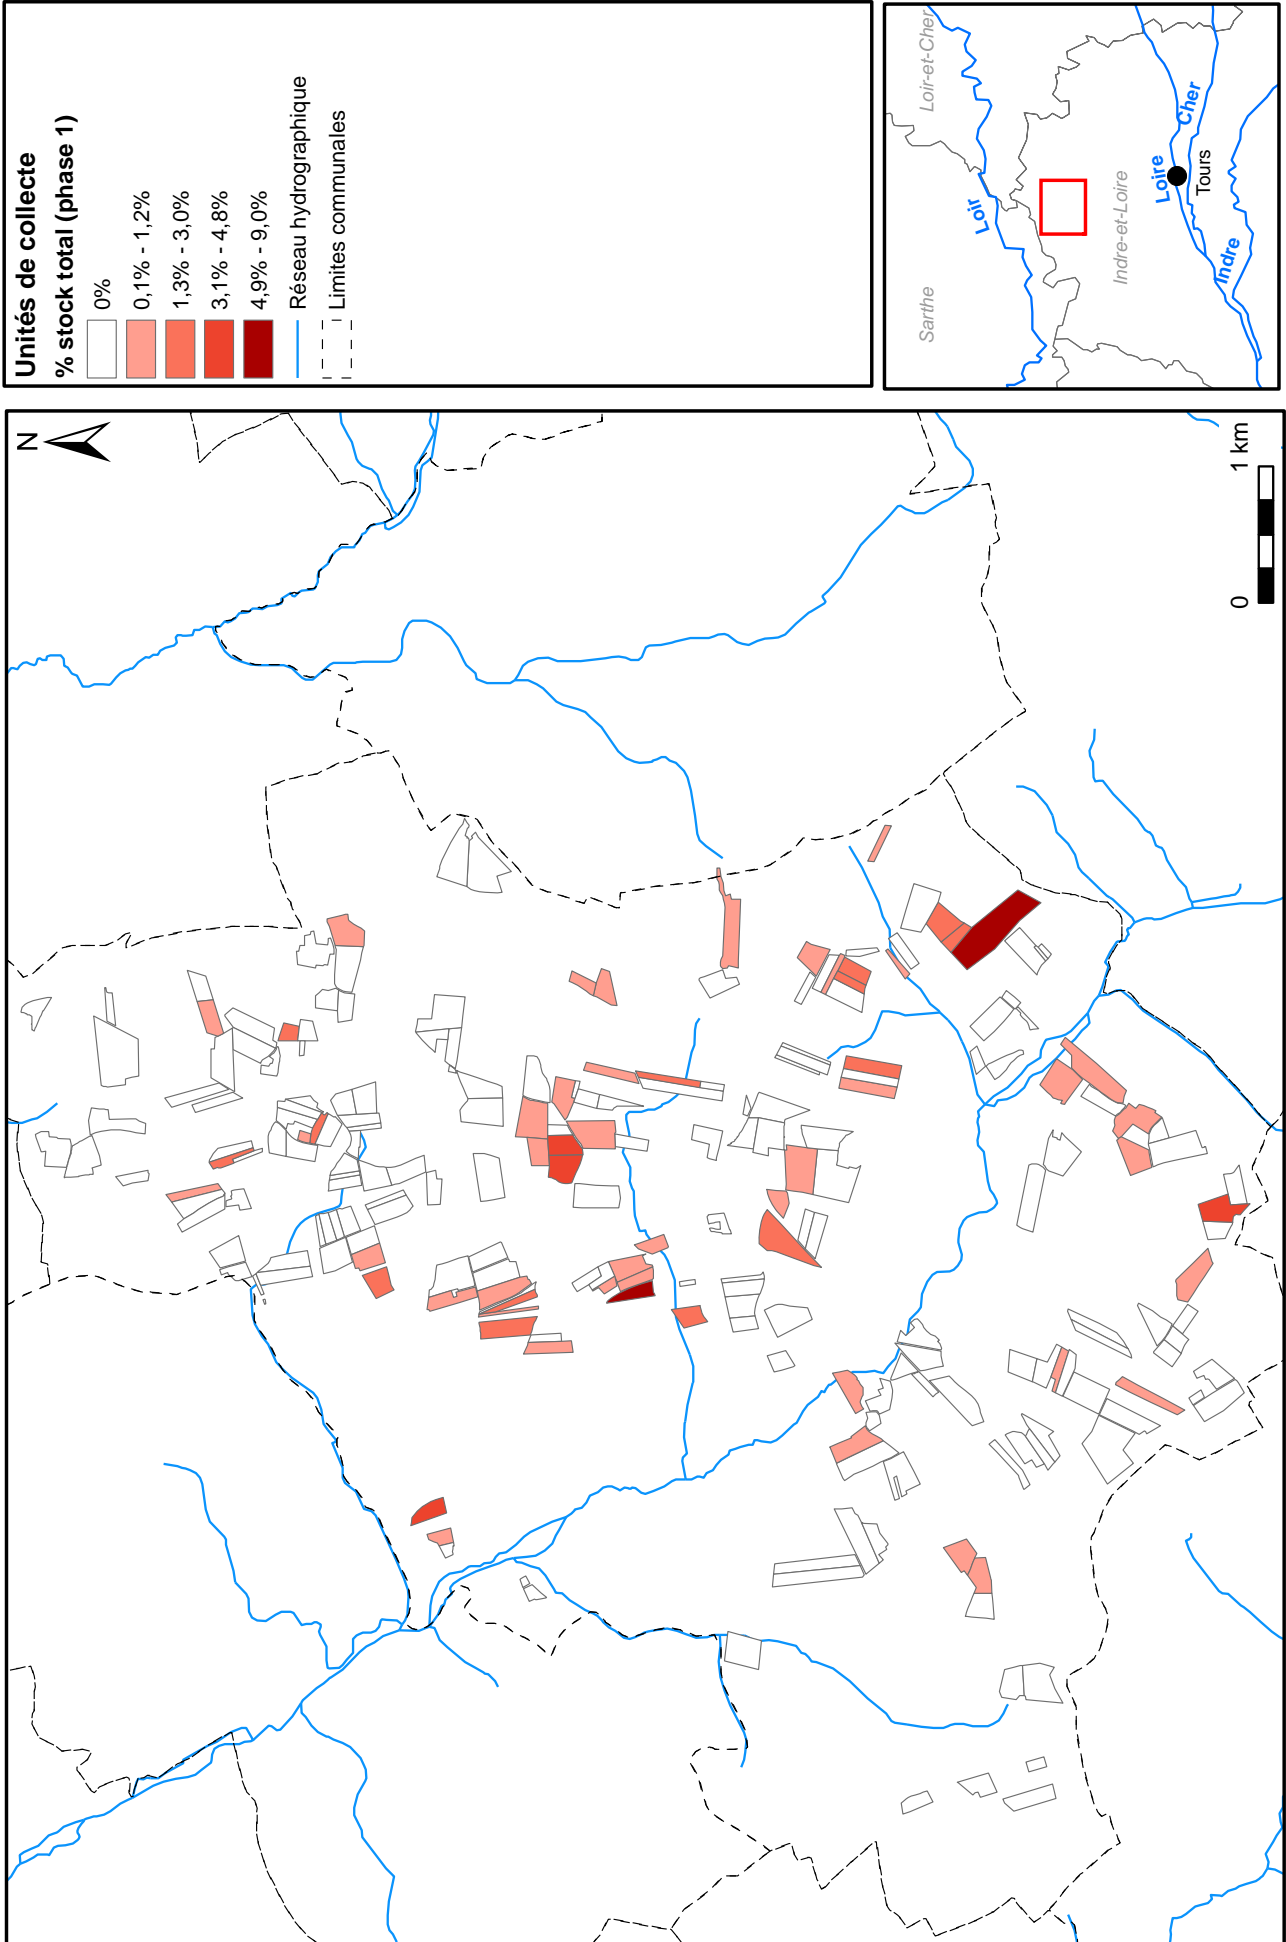 Unités de collecte
% stock total (phase 1)
0%
0,1% - 1,2%
1,3% - 3,0%
3,1% - 4,8%
4,9% - 9,0%
Réseau hydrographique
Limites communales
N
0 1 km
Sarthe
Loir-et-Cher
Loir
Indre-et-Loire
Loire
Cher
Tours
Indre